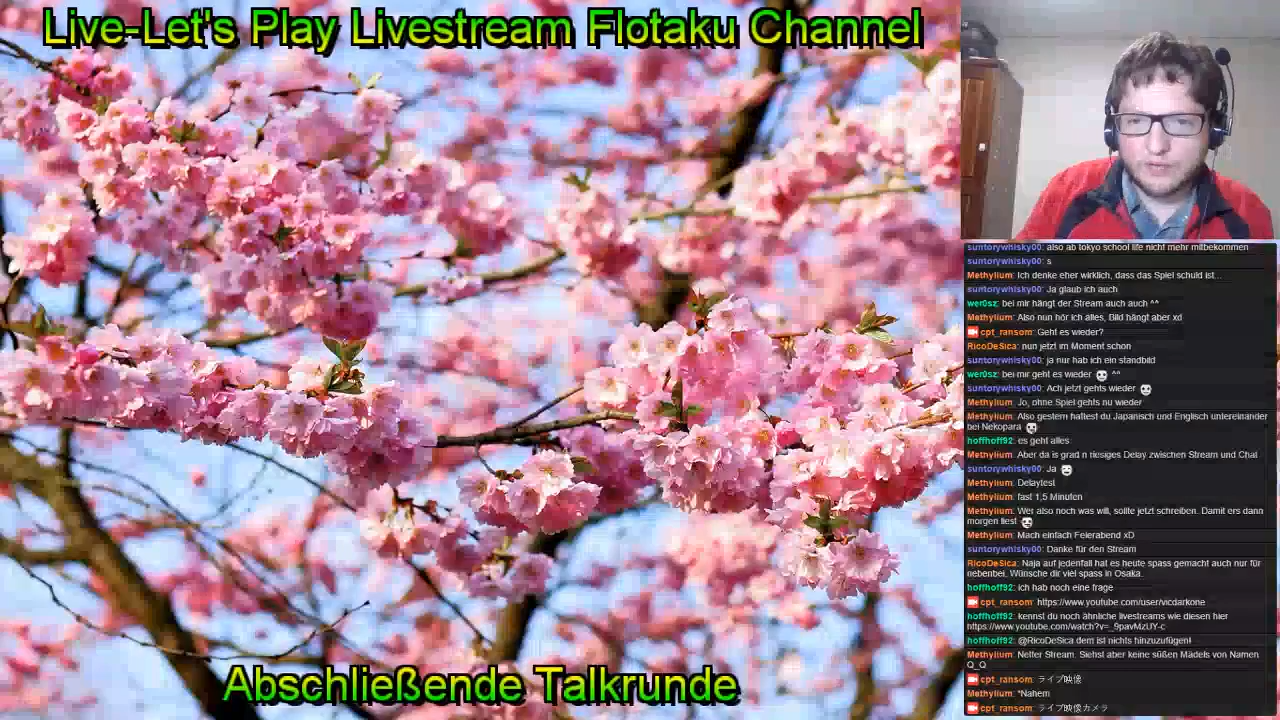 Live-Let's Play Livestream Flotaku Channel
suntorywhisky00: also ab tokyo school life nicht mehr mitbekommen
suntorywhisky00: s
Methylium: Ich denke eher wirklich, dass das Spiel schuld ist...
suntorywhisky00: Ja glaub ich auch
wer0sz: bei mir hängt der Stream auch auch ^^
Methylium: Also nun hör ich alles, Bild hängt aber xd
cpt_ransom: Geht es wieder?
RicoDeSica: nun jetzt im Moment schon
suntorywhisky00: ja nur hab ich ein standbild
wer0sz: bei mir geht es wieder ^^
suntorywhisky00: Ach jetzt gehts wieder
Methylium: Jo, ohne Spiel gehts nu wieder
Methylium: Also gestern hattest du Japanisch und Englisch untereinander
bei Nekopara
hoffhoff92: es geht alles
Methylium: Aber da is grad n riesiges Delay zwischen Stream und Chat
suntorywhisky00: Ja
Methylium: Delaytest
Methylium: fast 1,5 Minuten
Methylium: Wer also noch was will, sollte jetzt schreiben. Damit ers dann
morgen liest
Methylium: Mach einfach Feierabend xD
suntorywhisky00: Danke für den Stream
RicoDeSica: Naja auf jedenfall hat es heute spass gemacht auch nur für
nebenbei. Wünsche dir viel spass in Osaka.
hoffhoff92: ich hab noch eine frage
cpt_ransom: https://www.youtube.com/user/vicdarkone
hoffhoff92: kennst du noch ähnliche livestreams wie diesen hier
https://www.youtube.com/watch?v=_9pavMzUY-c
hoffhoff92: @RicoDeSica dem ist nichts hinzuzufügen!
Methylium: Netter Stream. Siehst aber keine süßen Mädels von Namen
Q_Q
cpt_ransom: ライブ映像
Methylium: *Nahem
cpt_ransom: ライブ映像カメラ
Abschließende Talkrunde